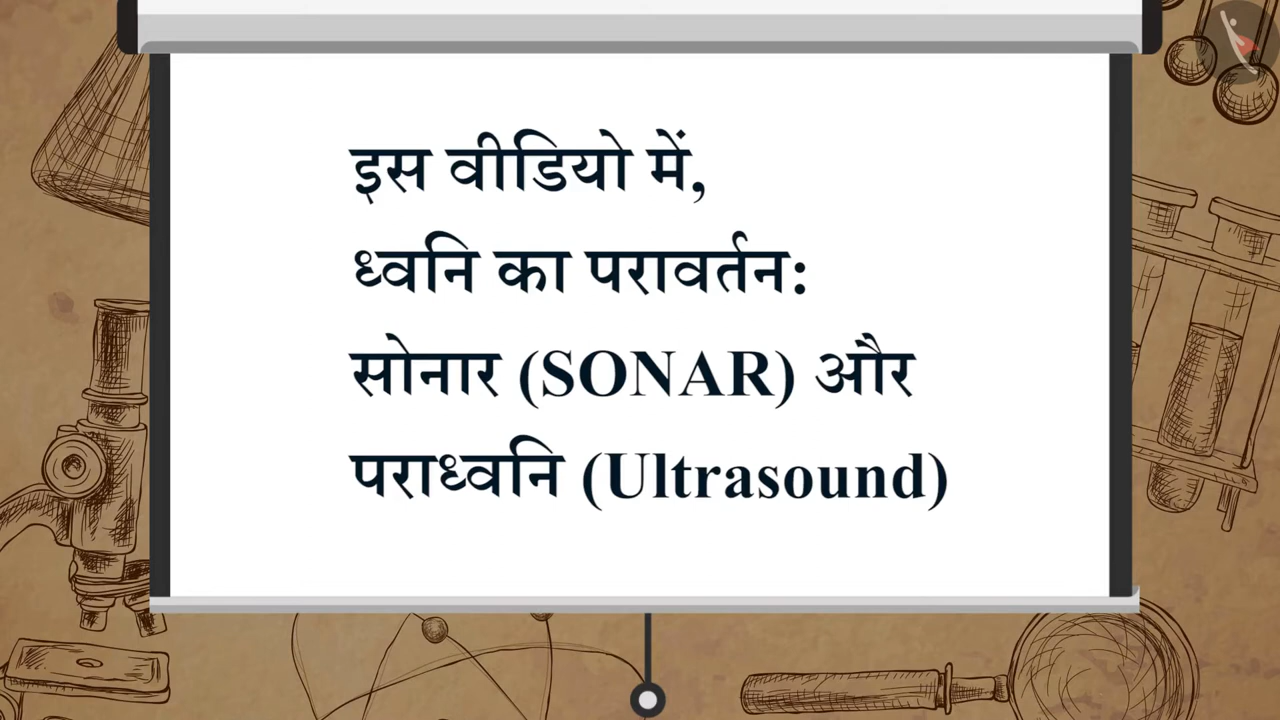 इस वीडियो में,
ध्वनि का परावर्तन:
सोनार (SONAR) और
पराध्वनि (Ultrasound)